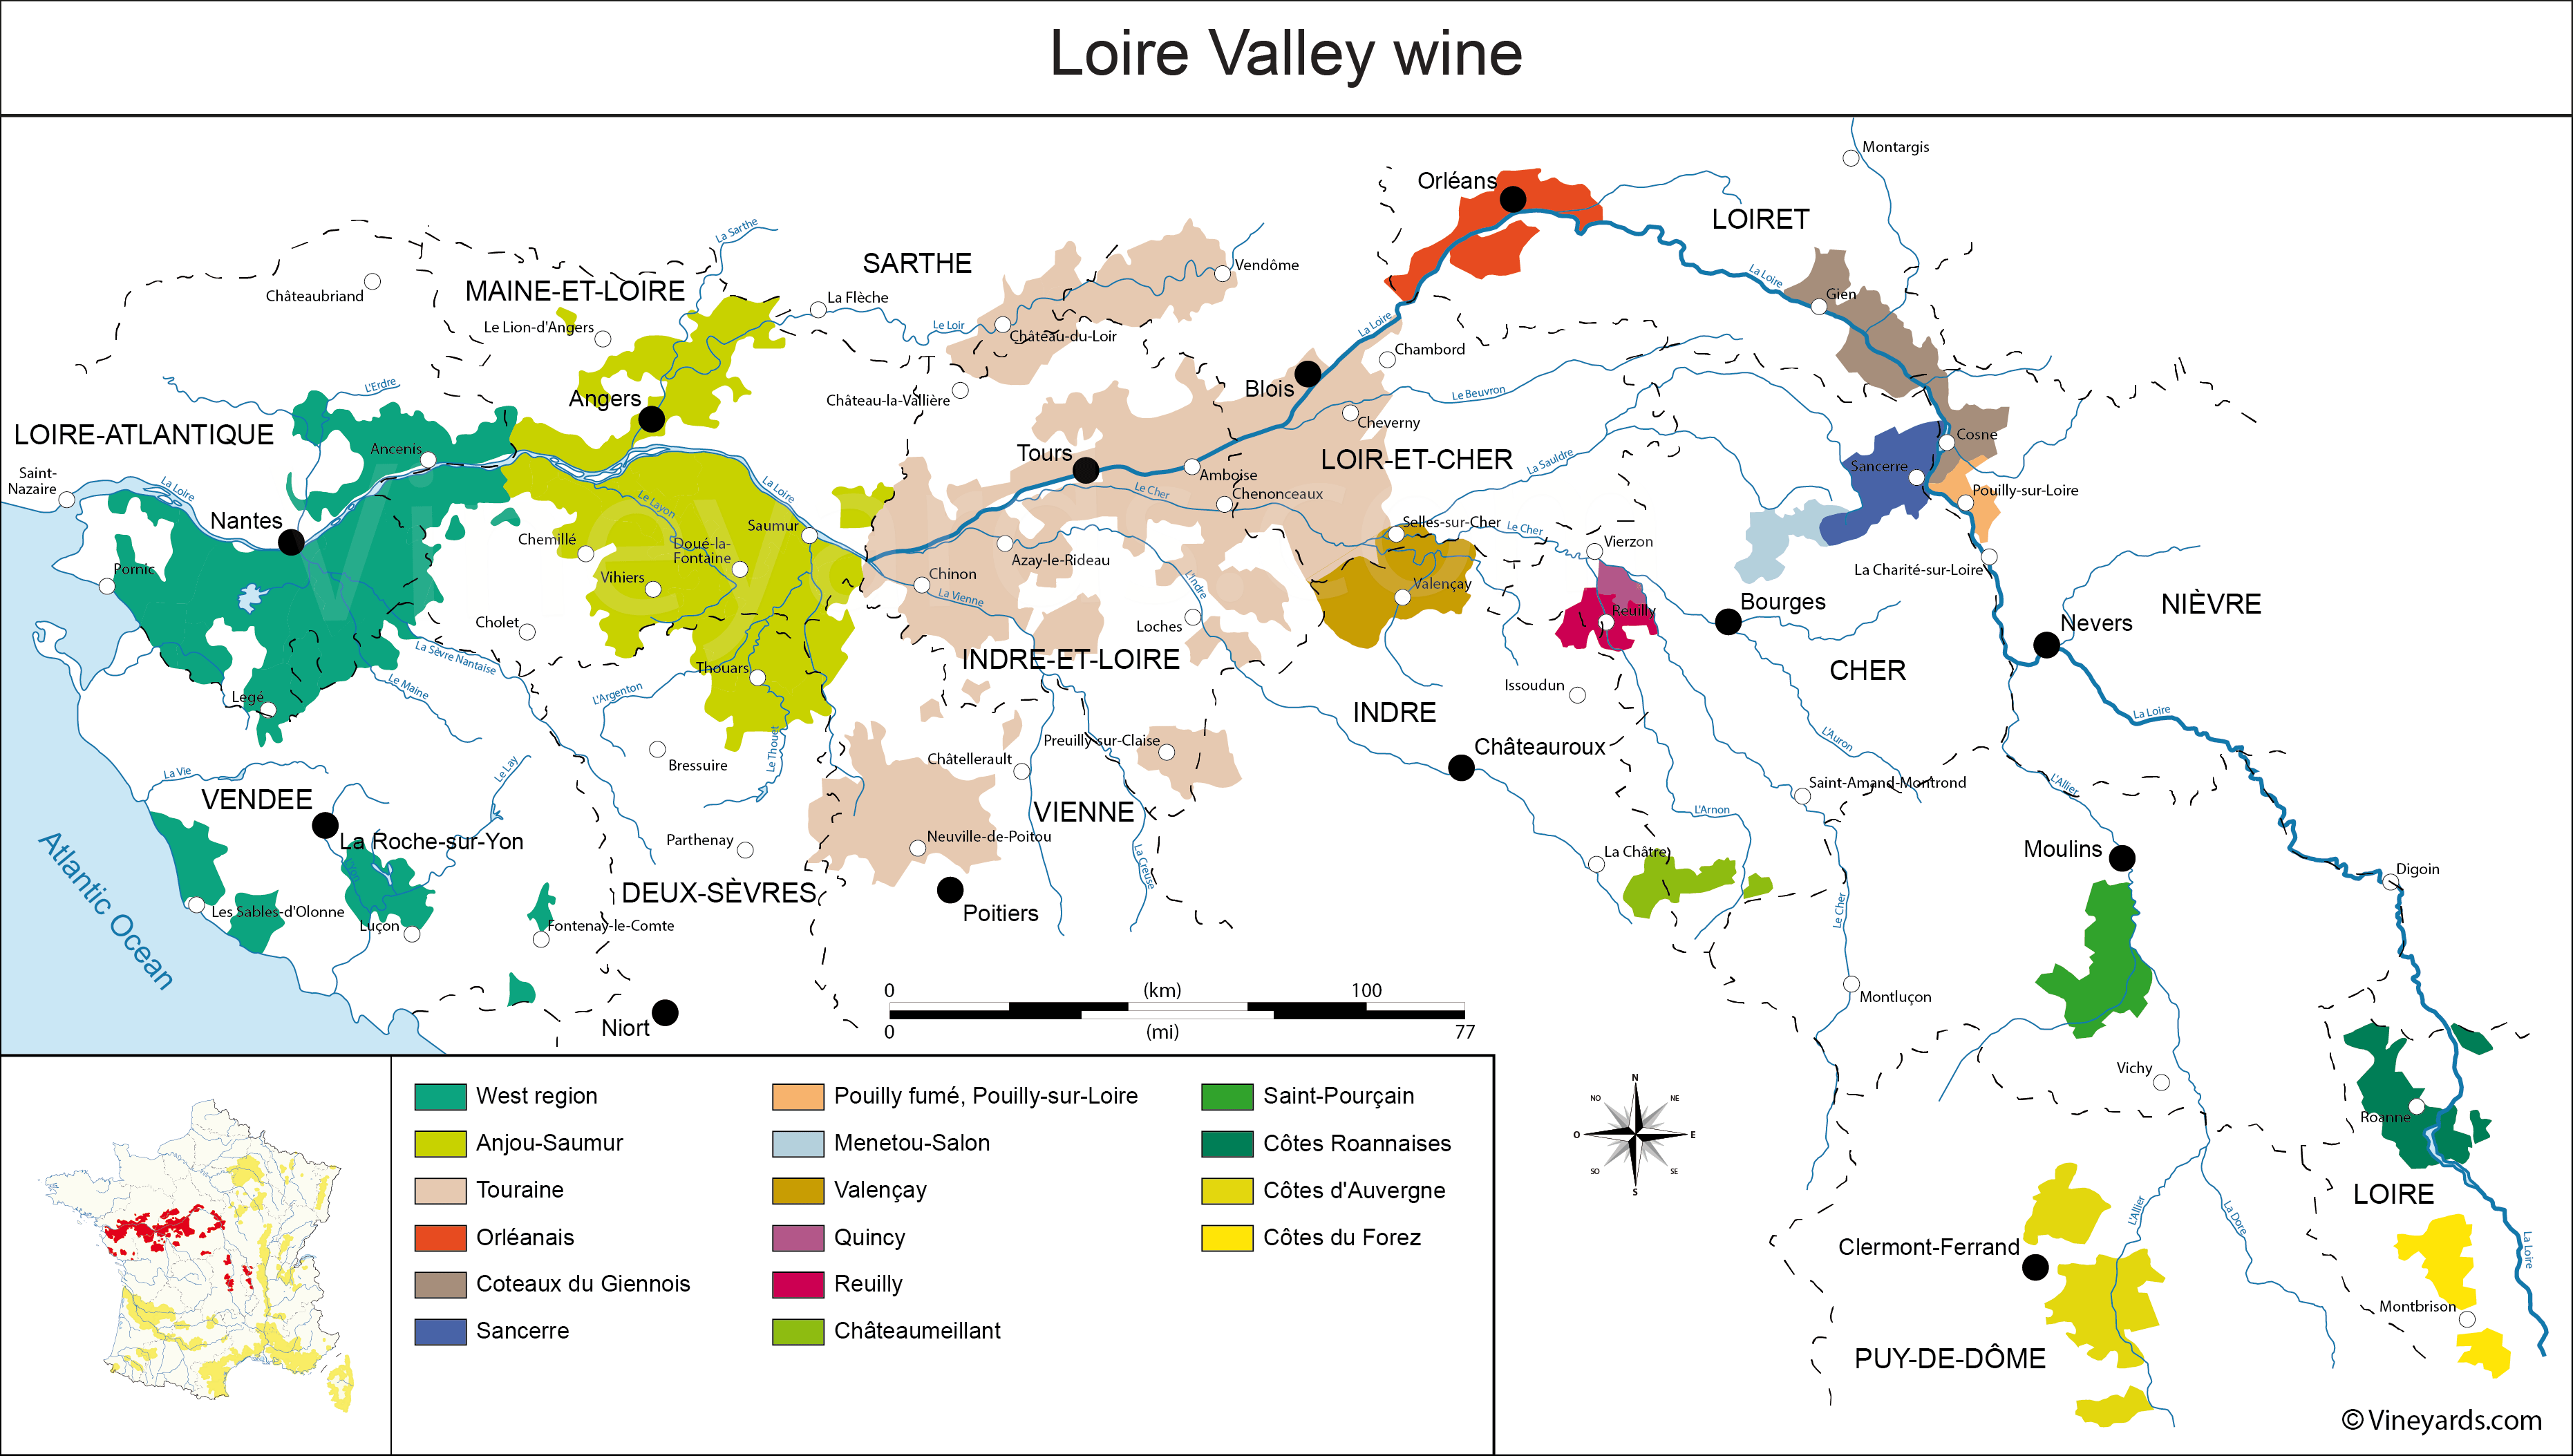 Loire Valley wine
Montargis
Orléans
LOIRET
La Sarthe
SARTHE
Vendôme
Châteaubriand
MAINE-ET-LOIRE
La Flèche
La Loire
Gien
Le Lion-d'Angers
Le Loir
Château-du-Loir
La Loire
Chambord
L'Erdre
Angers
Château-la-Vallière
Blois
Le Beuvron
Cheverny
LOIRE-ATLANTIQUE
Ancenis
Tours
LOIR-ET-CHER
Cosne
Saint-
Nazaire
La Loire
Le Layon
La Loire
Amboise
La Sauldre
Sancerre
Le Cher
Chenonceaux
Pouilly-sur-Loire
Nantes
Saumur
Selles-sur-Cher
Le Cher
Vierzon
Chemillé
Doué-la-
Fontaine
Azay-le-Rideau
La Charité-sur-Loire
Pornic
Vihiers
Chinon
La Vienne
L'Indre
Valençay
Reuilly
Bourges
NIÈVRE
Cholet
Loches
Nevers
La Sèvre Nantaise
INDRE-ET-LOIRE
CHER
Le Maine
L'Argenton
Thouars
Issoudun
Legé
INDRE
La Loire
Le Thouet
Preuilly-sur-Claise
L'Auron
Châteauroux
Bressuire
Châtellerault
La Vie
Le Lay
Saint-Amand-Montrond
L'Allier
VENDEE
VIENNE
L'Arnon
La Roche-sur-Yon
Parthenay
Neuville-de-Poitou
La Châtre
Moulins
La Creuse
Digoin
Atlantic Ocean
DEUX-SÈVRES
Les Sables-d'Olonne
Luçon
Fontenay-le-Comte
Poitiers
Le Cher
0 (km) 100
Montluçon
Niort
0 (mi) 77
Vichy
N
NO NE
O E
SO SE
S
Roanne
LOIRE
L'Allier
La Dore
La Loire
Clermont-Ferrand
Montbrison
PUY-DE-DÔME
West region
Anjou-Saumur
Touraine
Orléanais
Coteaux du Giennois
Sancerre
Pouilly fumé, Pouilly-sur-Loire
Menetou-Salon
Valençay
Quincy
Reuilly
Châteaumeillant
Saint-Pourçain
Côtes Roannaises
Côtes d'Auvergne
Côtes du Forez
© Vineyards.com